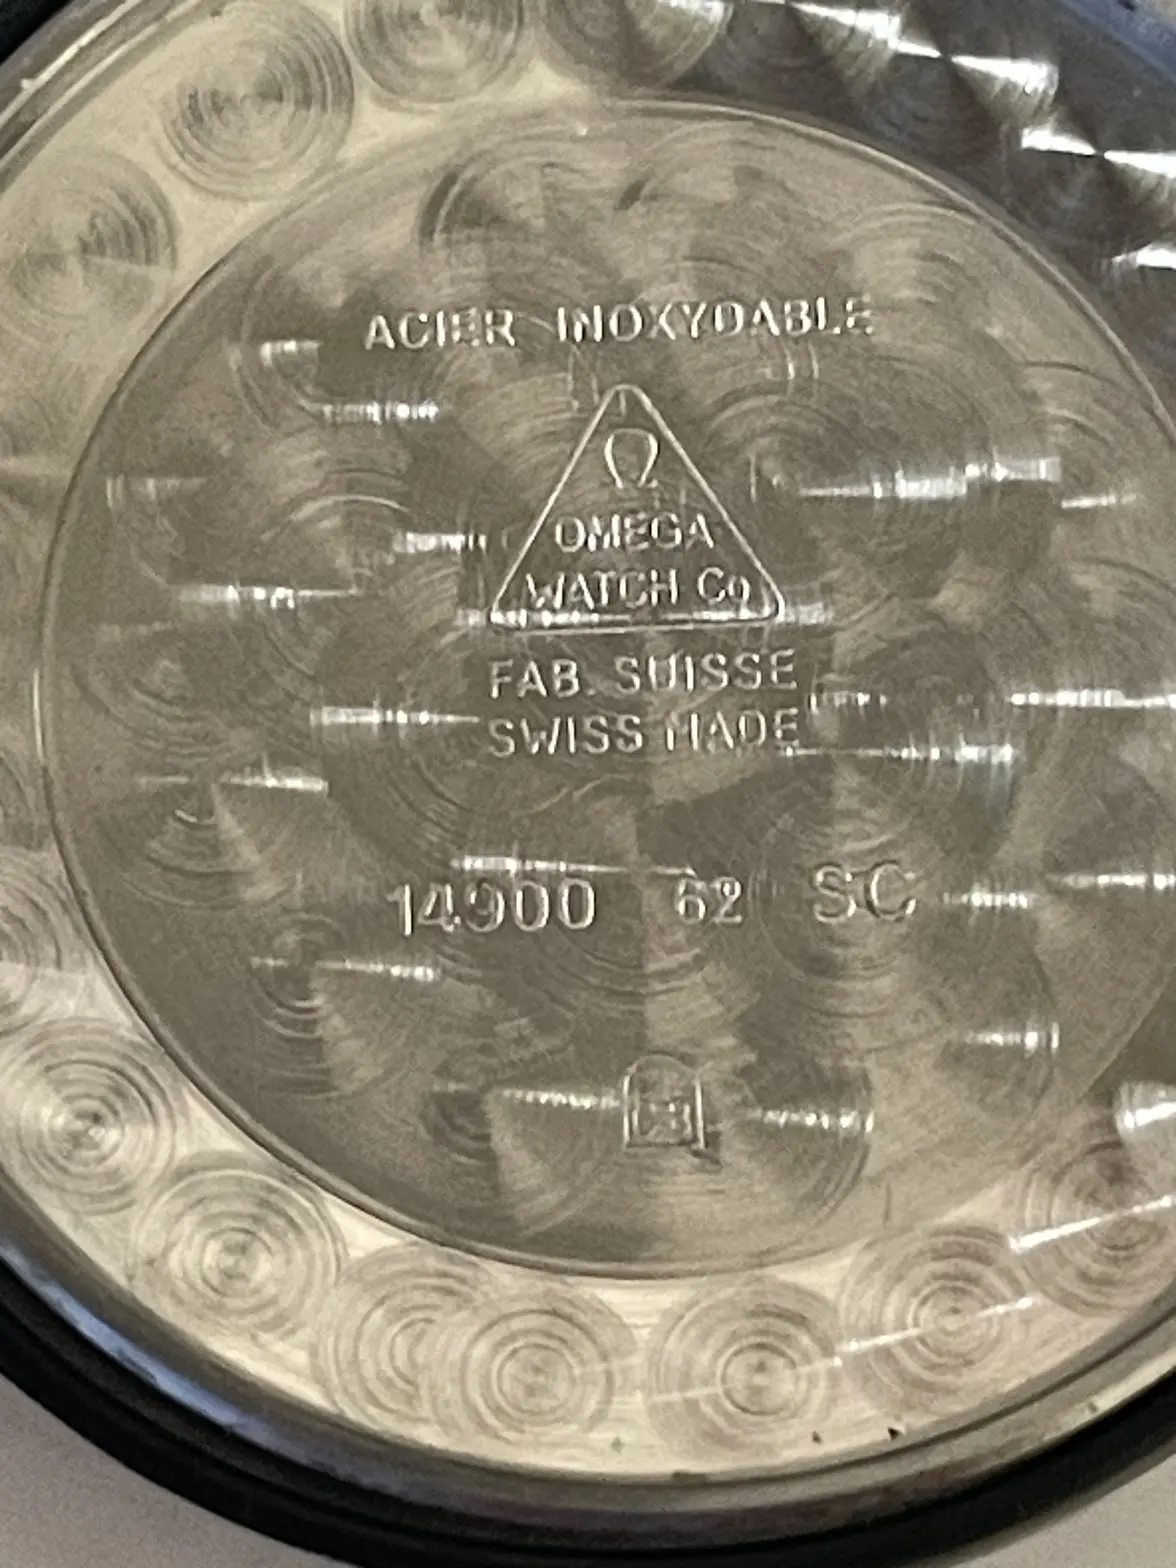 ACIER INOXYDABLE
Ω
OMEGA
WATCH Co
FAB. SUISSE
SWISS MADE
14900 62 SC